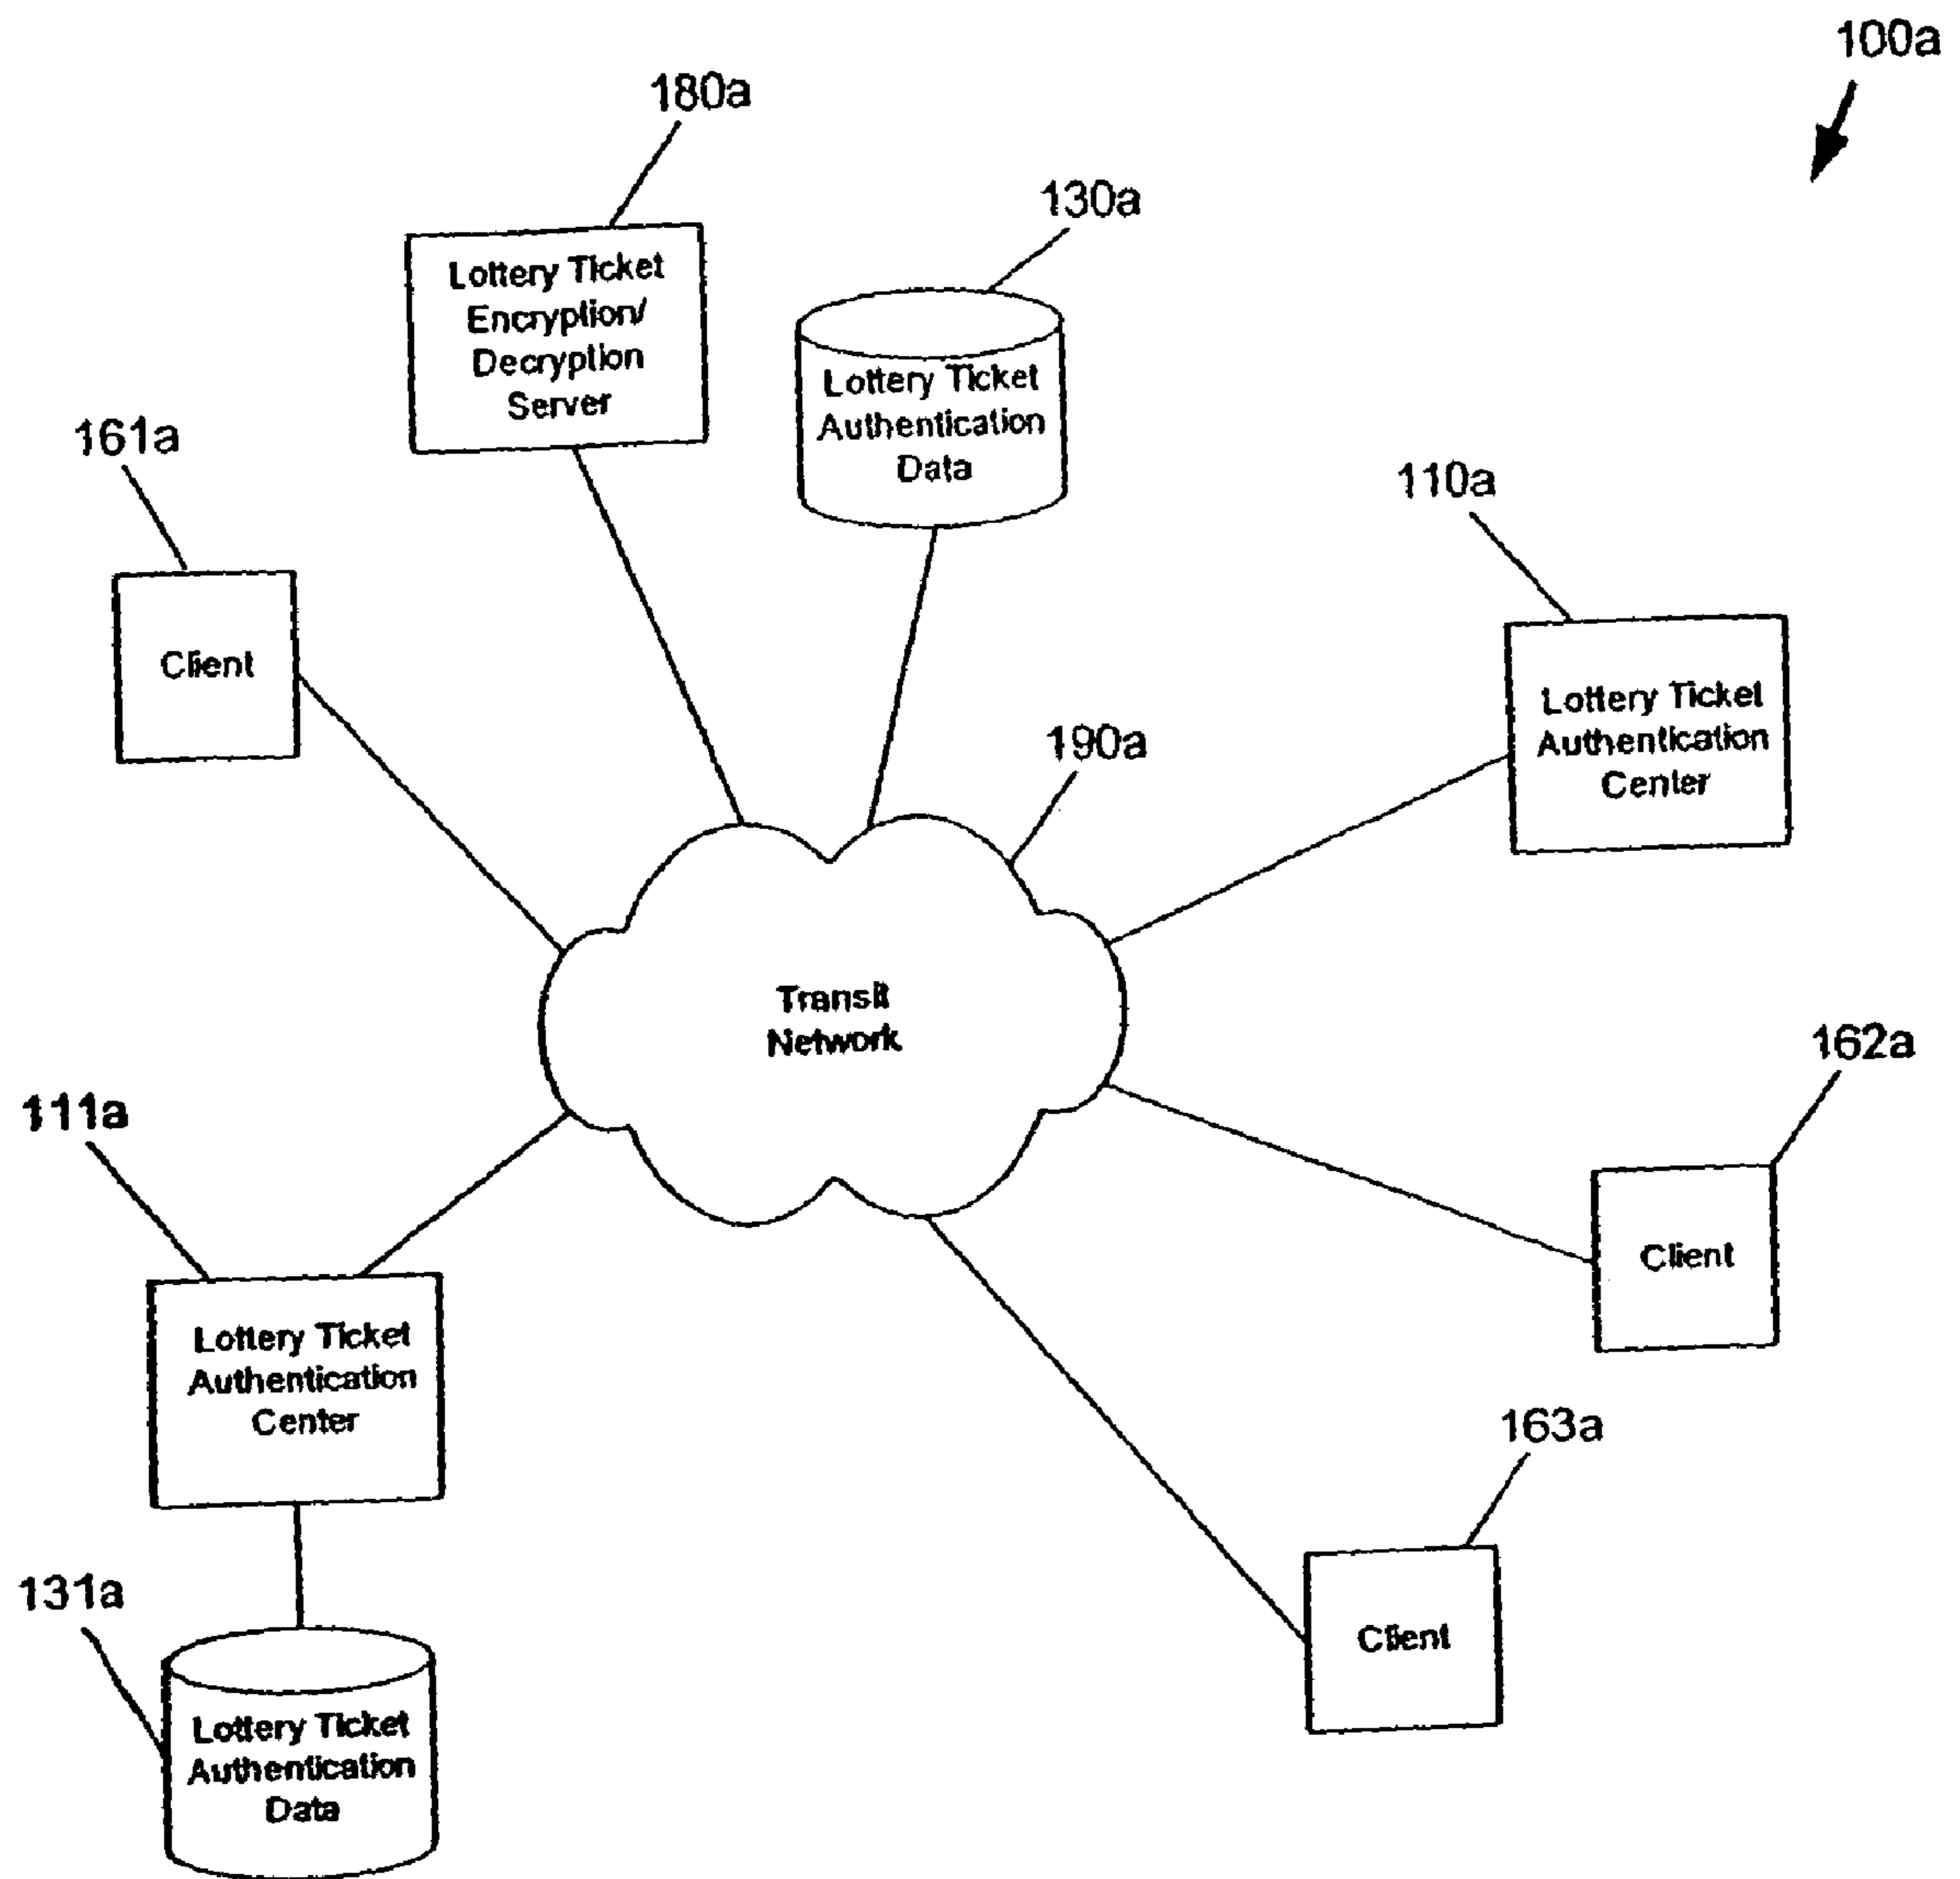 100a
180a
130a
Lottery Ticket
Encryption/
Decryption
Server
Lottery Ticket
Authentication
Data
161a
Client
110a
Lottery Ticket
Authentication
Center
190a
Transit
Network
162a
Client
111a
Lottery Ticket
Authentication
Center
163a
Client
131a
Lottery Ticket
Authentication
Data